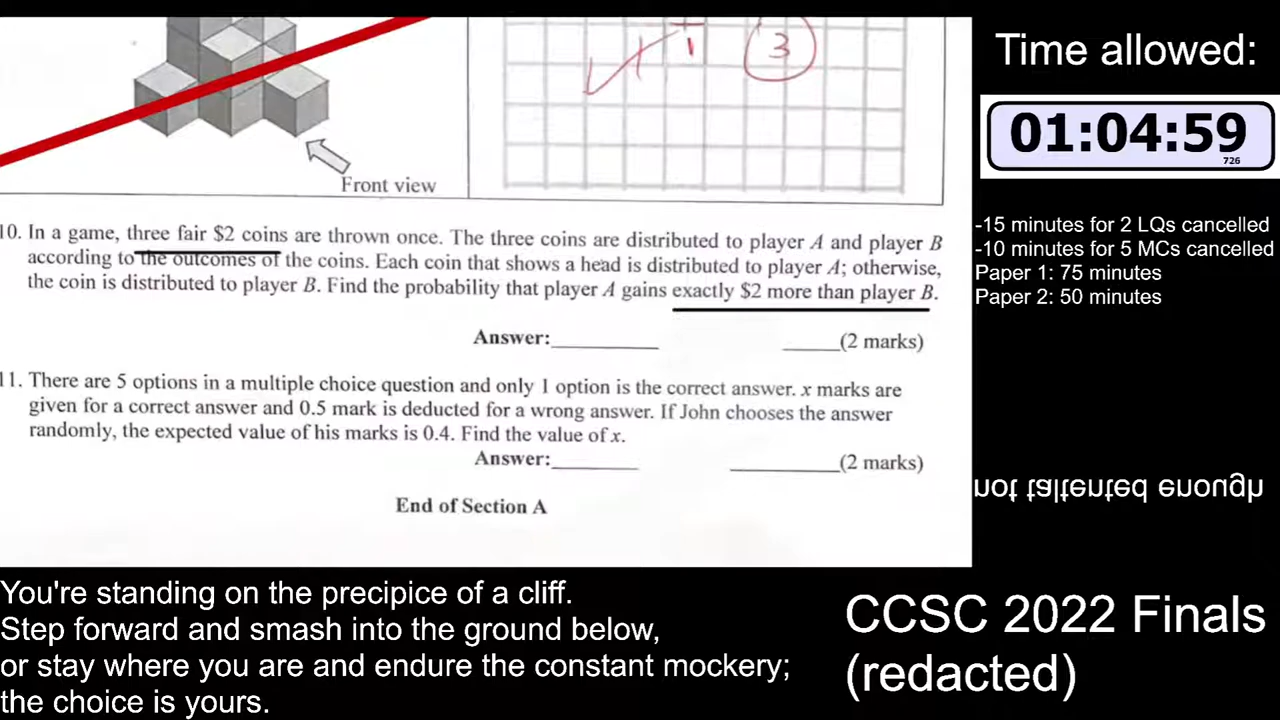 1
3
Front view
10. In a game, three fair $2 coins are thrown once. The three coins are distributed to player A and player B
according to the outcomes of the coins. Each coin that shows a head is distributed to player A; otherwise,
the coin is distributed to player B. Find the probability that player A gains exactly $2 more than player B.
Answer:__________ _____(2 marks)
11. There are 5 options in a multiple choice question and only 1 option is the correct answer. x marks are
given for a correct answer and 0.5 mark is deducted for a wrong answer. If John chooses the answer
randomly, the expected value of his marks is 0.4. Find the value of x.
Answer:________ __________(2 marks)
End of Section A
Time allowed:
01:04:59
726
-15 minutes for 2 LQs cancelled
-10 minutes for 5 MCs cancelled
Paper 1: 75 minutes
Paper 2: 50 minutes
not taltented enough
You're standing on the precipice of a cliff.
Step forward and smash into the ground below,
or stay where you are and endure the constant mockery;
the choice is yours.
CCSC 2022 Finals
(redacted)